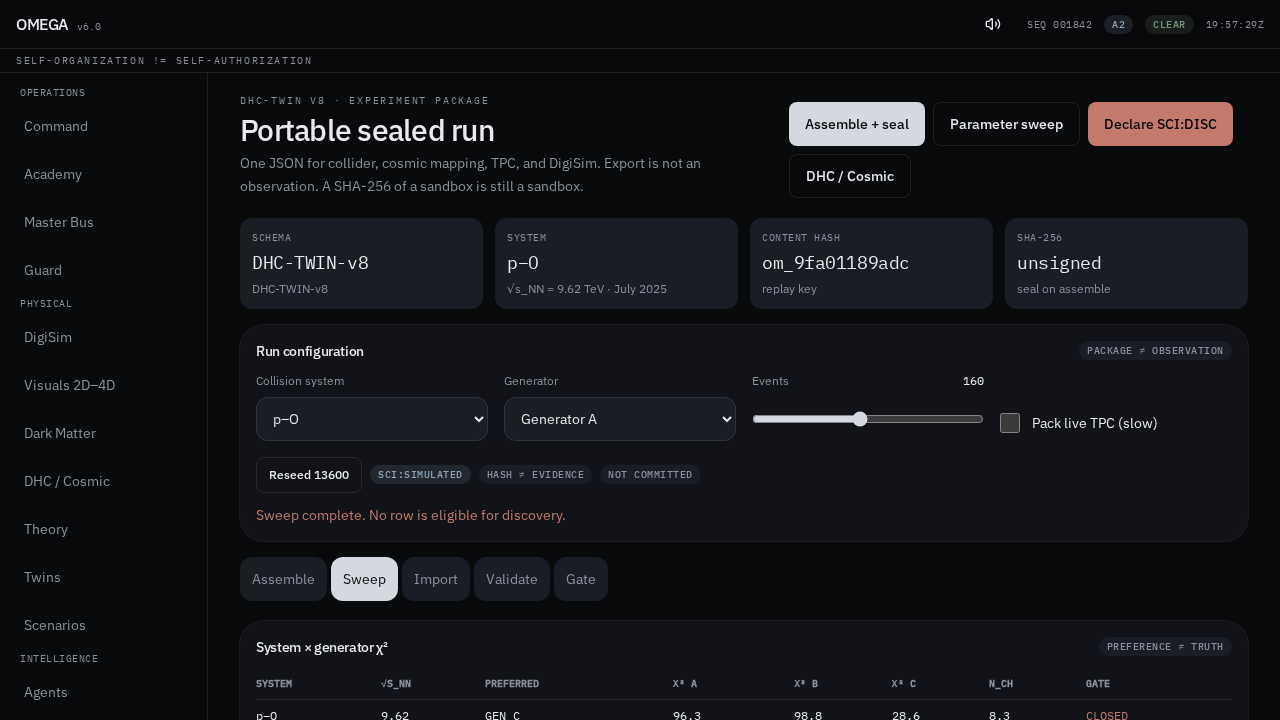 OMEGA v6.0
SEQ 001842 A2 CLEAR 19:57:29Z
SELF-ORGANIZATION != SELF-AUTHORIZATION
OPERATIONS
Command
Academy
Master Bus
Guard
PHYSICAL
DigiSim
Visuals 2D–4D
Dark Matter
DHC / Cosmic
Theory
Twins
Scenarios
INTELLIGENCE
Agents
DHC-TWIN V8 · EXPERIMENT PACKAGE
Portable sealed run
One JSON for collider, cosmic mapping, TPC, and DigiSim. Export is not an
observation. A SHA-256 of a sandbox is still a sandbox.
Assemble + seal
Parameter sweep
Declare SCI:DISC
DHC / Cosmic
SCHEMA
DHC-TWIN-v8
DHC-TWIN-v8
SYSTEM
p–O
√s_NN = 9.62 TeV · July 2025
CONTENT HASH
om_9fa01189adc
replay key
SHA-256
unsigned
seal on assemble
Run configuration
PACKAGE ≠ OBSERVATION
Collision system
p–O
Generator
Generator A
Events 160
Pack live TPC (slow)
Reseed 13600 SCI:SIMULATED HASH ≠ EVIDENCE NOT COMMITTED
Sweep complete. No row is eligible for discovery.
Assemble Sweep Import Validate Gate
System × generator χ²
PREFERENCE ≠ TRUTH
SYSTEM √S_NN PREFERRED Χ² A Χ² B Χ² C N_CH GATE
p–O 9.62 GEN C 96.3 98.8 28.6 8.3 CLOSED